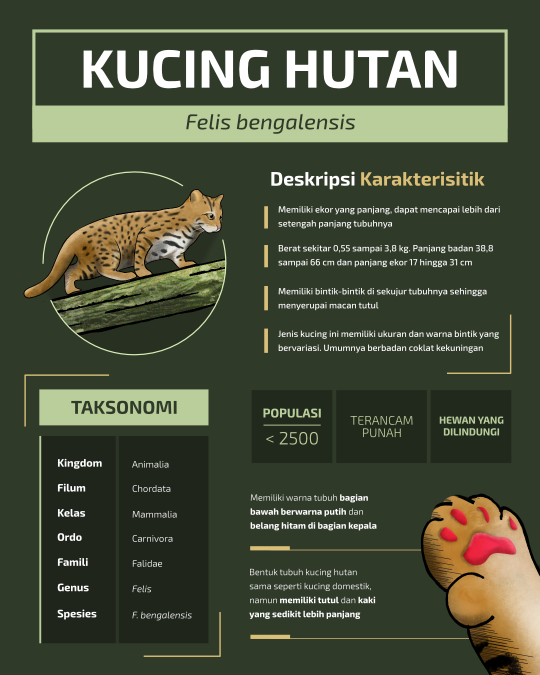 KUCING HUTAN
Felis bengalensis
Deskripsi Karakterisitik
Memiliki ekor yang panjang, dapat mencapai lebih dari
setengah panjang tubuhnya
Berat sekitar 0,55 sampai 3,8 kg. Panjang badan 38,8
sampai 66 cm dan panjang ekor 17 hingga 31 cm
Memiliki bintik-bintik di sekujur tubuhnya sehingga
menyerupai macan tutul
Jenis kucing ini memiliki ukuran dan warna bintik yang
bervariasi. Umumnya berbadan coklat kekuningan
TAKSONOMI
Kingdom Animalia
Filum Chordata
Kelas Mammalia
Ordo Carnivora
Famili Falidae
Genus Felis
Spesies F. bengalensis
POPULASI
< 2500
TERANCAM
PUNAH
HEWAN YANG
DILINDUNGI
Memiliki warna tubuh bagian
bawah berwarna putih dan
belang hitam di bagian kepala
Bentuk tubuh kucing hutan
sama seperti kucing domestik,
namun memiliki tutul dan kaki
yang sedikit lebih panjang